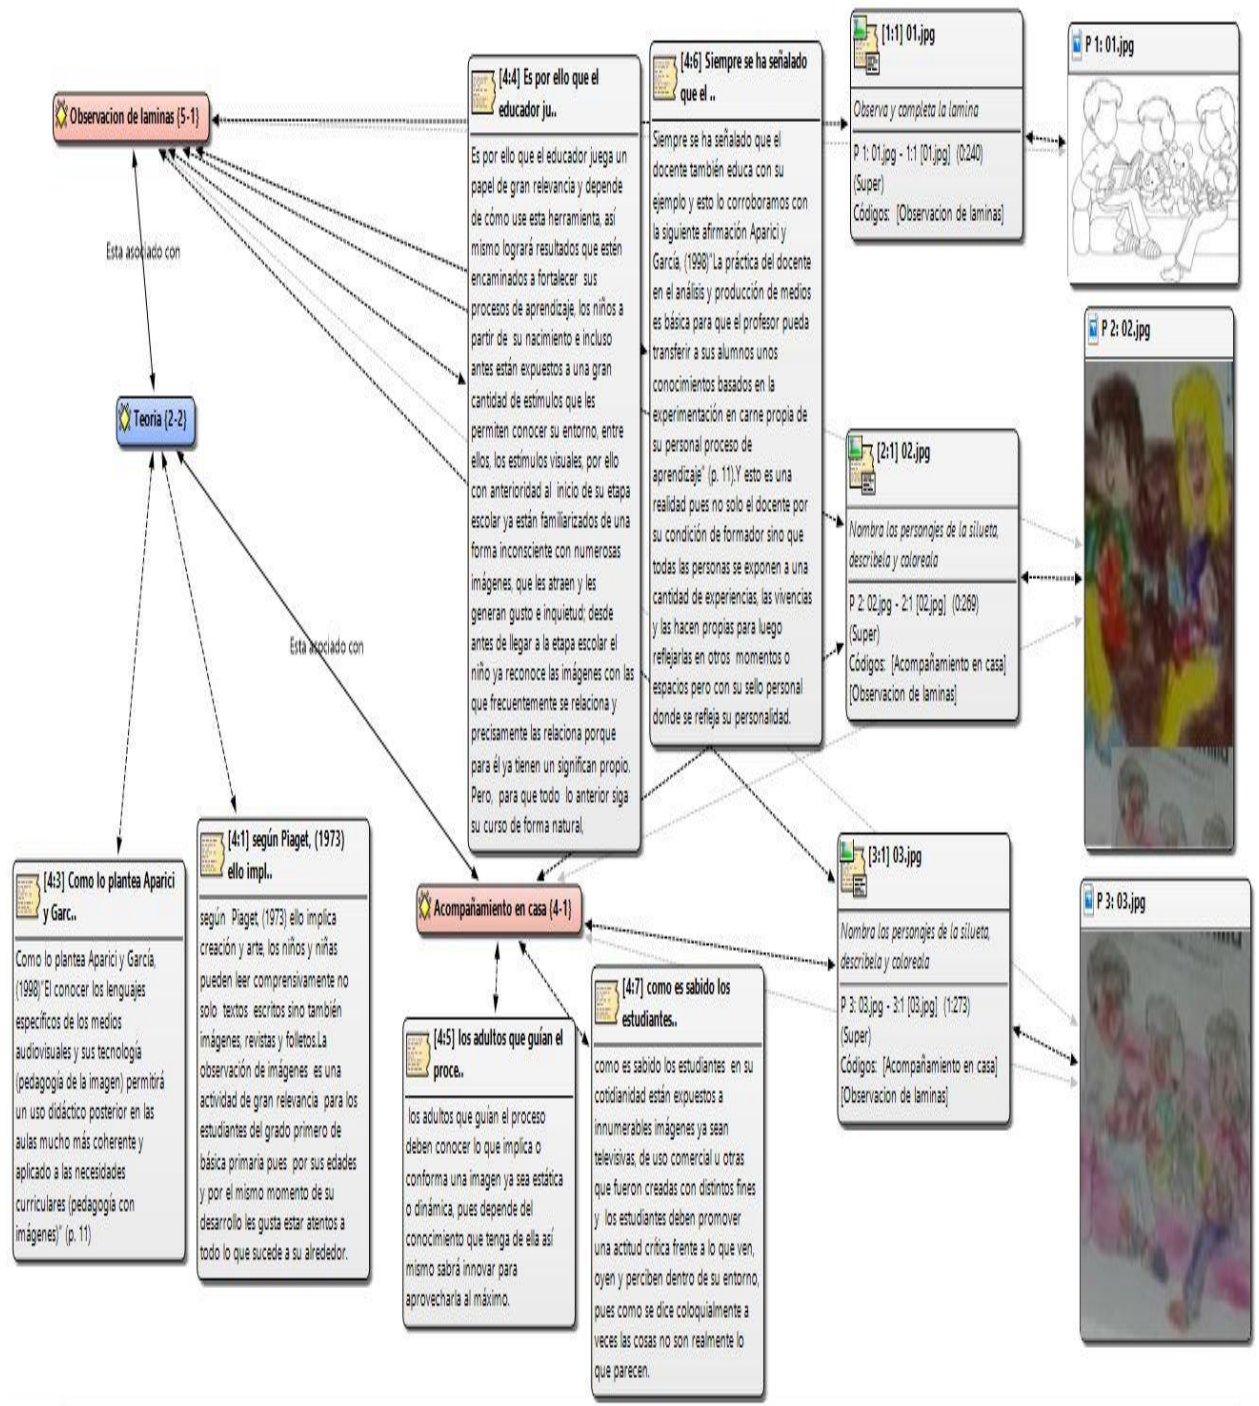 Observacion de laminas {5-1}
Esta asociado con
Teoria {2-2}
Esta asociado con
[4:3] Como lo plantea Aparici
y Garc..
Como lo plantea Aparici y García,
(1998)"El conocer los lenguajes
específicos de los medios
audiovisuales y sus tecnología
(pedagogía de la imagen) permitirá
un uso didáctico posterior en las
aulas mucho más coherente y
aplicado a las necesidades
curriculares (pedagogía con
imágenes)" (p. 11)
[4:1] según Piaget, (1973)
ello impl..
según Piaget, (1973) ello implica
creación y arte, los niños y niñas
pueden leer comprensivamente no
solo textos escritos sino también
imágenes, revistas y folletos.La
observación de imágenes es una
actividad de gran relevancia para los
estudiantes del grado primero de
básica primaria pues por sus edades
y por el mismo momento de su
desarrollo les gusta estar atentos a
todo lo que sucede a su alrededor.
[4:4] Es por ello que el
educador ju..
Es por ello que el educador juega un
papel de gran relevancia y depende
de cómo use esta herramienta, así
mismo logrará resultados que estén
encaminados a fortalecer sus
procesos de aprendizaje, los niños a
partir de su nacimiento e incluso
antes están expuestos a una gran
cantidad de estímulos que les
permiten conocer su entorno, entre
ellos, los estímulos visuales, por ello
con anterioridad al inicio de su etapa
escolar ya están familiarizados de una
forma inconsciente con numerosas
imágenes, que les atraen y les
generan gusto e inquietud; desde
antes de llegar a la etapa escolar el
niño ya reconoce las imágenes con las
que frecuentemente se relaciona y
precisamente las relaciona porque
para él ya tienen un significan propio.
Pero, para que todo lo anterior siga
su curso de forma natural,
[4:6] Siempre se ha señalado
que el ..
Siempre se ha señalado que el
docente también educa con su
ejemplo y esto lo corroboramos con
la siguiente afirmación Aparici y
García, (1998)"La práctica del docente
en el análisis y producción de medios
es básica para que el profesor pueda
transferir a sus alumnos unos
conocimientos basados en la
experimentación en carne propia de
su personal proceso de
aprendizaje" (p. 11).Y esto es una
realidad pues no solo el docente por
su condición de formador sino que
todas las personas se exponen a una
cantidad de experiencias, las vivencias
y las hacen propias para luego
reflejarlas en otros momentos o
espacios pero con su sello personal
donde se refleja su personalidad.
Acompañamiento en casa {4-1}
[4:5] los adultos que guían el
proce..
los adultos que guían el proceso
deben conocer lo que implica o
conforma una imagen ya sea estática
o dinámica, pues depende del
conocimiento que tenga de ella así
mismo sabrá innovar para
aprovecharla al máximo.
[4:7] como es sabido los
estudiantes..
como es sabido los estudiantes en su
cotidianidad están expuestos a
innumerables imágenes ya sean
televisivas, de uso comercial u otras
que fueron creadas con distintos fines
y los estudiantes deben promover
una actitud crítica frente a lo que ven,
oyen y perciben dentro de su entorno,
pues como se dice coloquialmente a
veces las cosas no son realmente lo
que parecen.
[1:1] 01.jpg
Observa y completa la lamina
P 1: 01.jpg - 1:1 [01.jpg] (0:240)
(Super)
Códigos: [Observacion de laminas]
P 1: 01.jpg
[2:1] 02.jpg
Nombra los personajes de la silueta,
describela y coloreala
P 2: 02.jpg - 2:1 [02.jpg] (0:269)
(Super)
Códigos: [Acompañamiento en casa]
[Observacion de laminas]
P 2: 02.jpg
[3:1] 03.jpg
Nombra los personajes de la silueta,
describela y coloreala
P 3: 03.jpg - 3:1 [03.jpg] (1:273)
(Super)
Códigos: [Acompañamiento en casa]
[Observacion de laminas]
P 3: 03.jpg